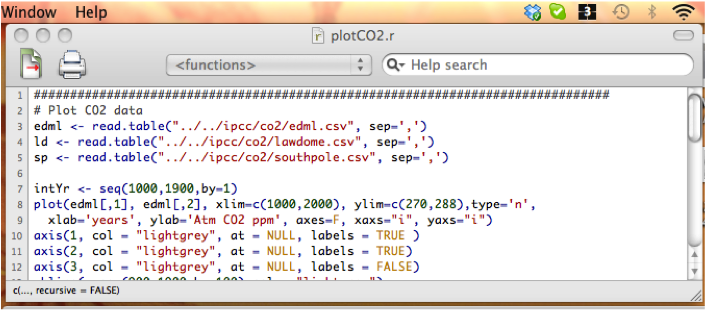 Window Help
3
plotCO2.r
<functions>
Help search
1 ################################################################################
2 # Plot CO2 data
3 edml <- read.table("../../ipcc/co2/edml.csv", sep=',')
4 ld <- read.table("../../ipcc/co2/lawdome.csv", sep=',')
5 sp <- read.table("../../ipcc/co2/southpole.csv", sep=',')
6
7 intYr <- seq(1000,1900,by=1)
8 plot(edml[,1], edml[,2], xlim=c(1000,2000), ylim=c(270,288),type='n',
9 xlab='years', ylab='Atm CO2 ppm', axes=F, xaxs="i", yaxs="i")
10 axis(1, col = "lightgrey", at = NULL, labels = TRUE )
11 axis(2, col = "lightgrey", at = NULL, labels = TRUE)
12 axis(3, col = "lightgrey", at = NULL, labels = FALSE)
c(..., recursive = FALSE)